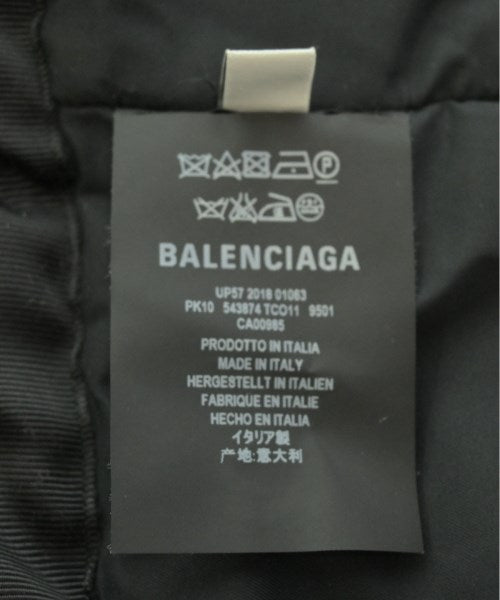 P
BALENCIAGA
UP57 2018 01063
PK10 543874 TCO11 9501
CA00985
PRODOTTO IN ITALIA
MADE IN ITALY
HERGESTELLT IN ITALIEN
FABRIQUE EN ITALIE
HECHO EN ITALIA
イタリア製
产地:意大利